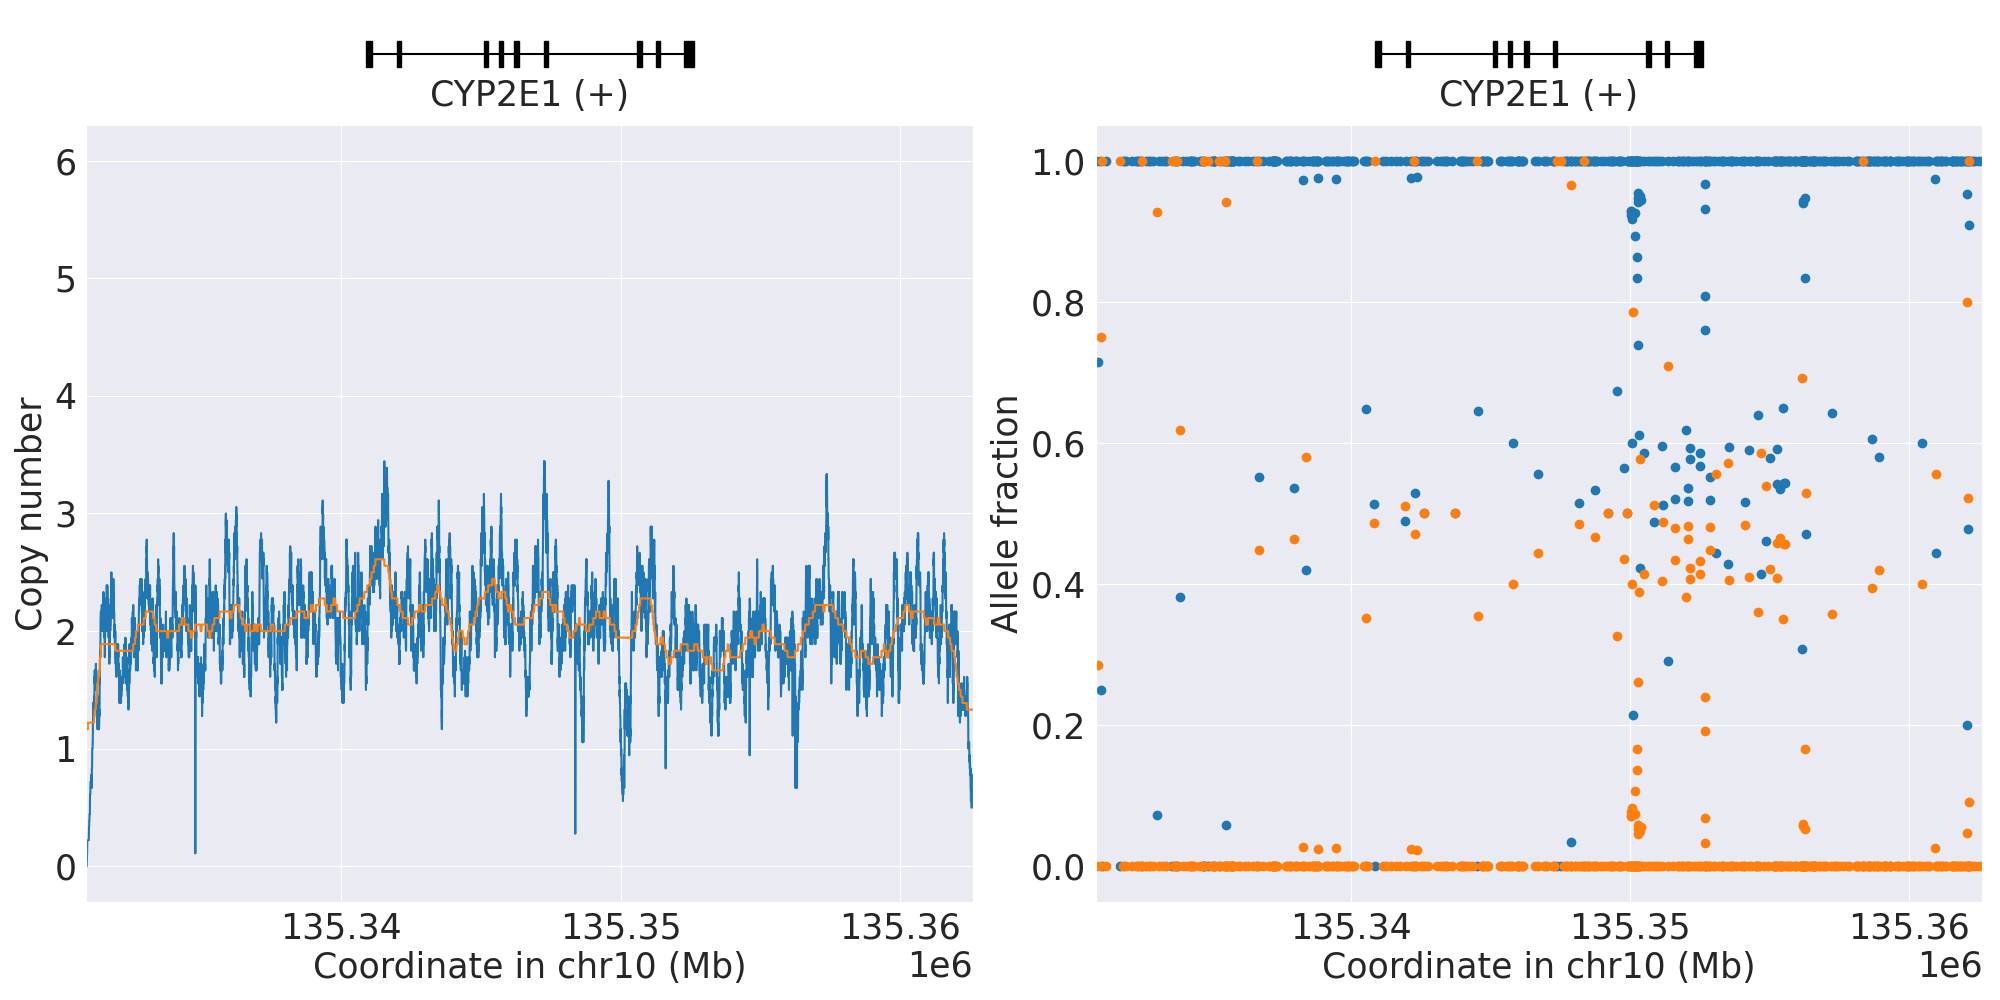 CYP2E1 (+)
6
5
4
3
2
1
0
Copy number
135.34 135.35 135.36
Coordinate in chr10 (Mb)
1e6
CYP2E1 (+)
1.0
0.8
0.6
0.4
0.2
0.0
Allele fraction
135.34 135.35 135.36
Coordinate in chr10 (Mb)
1e6